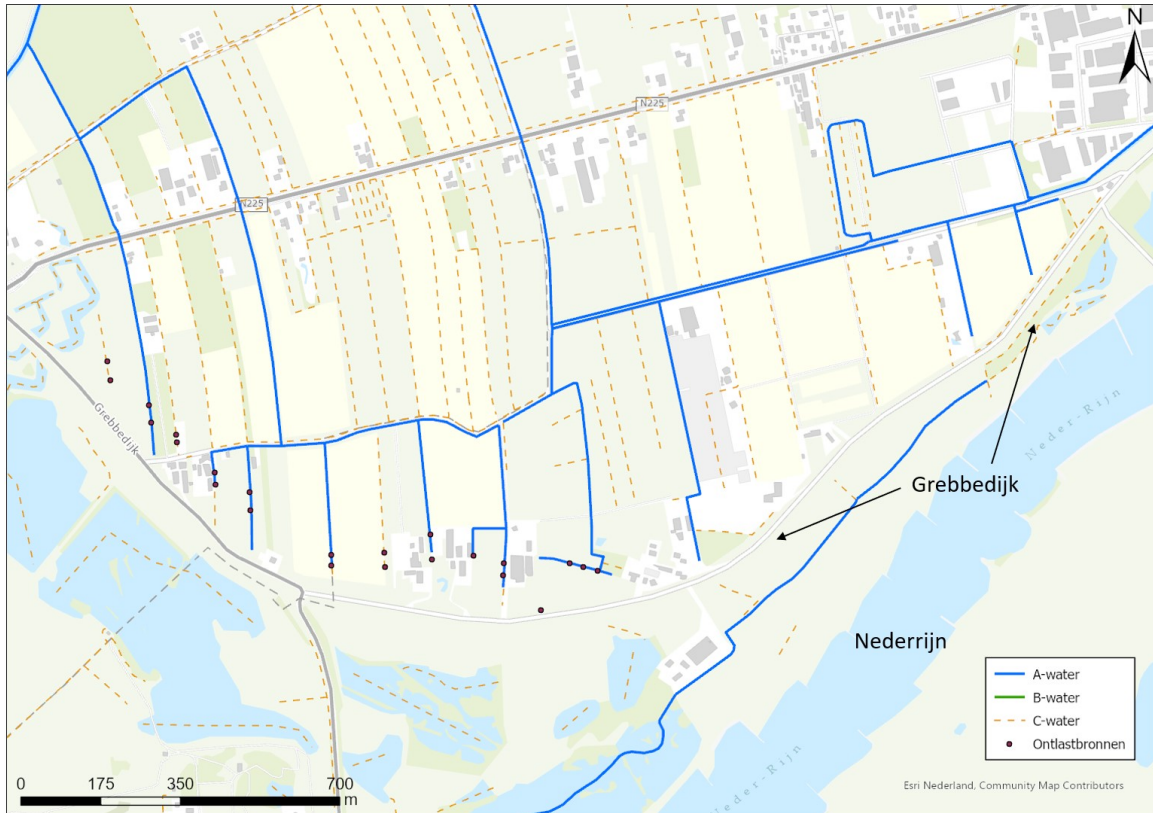 N
N225
N225
Grebbedijk
Neder-Rijn
Grebbedijk
Nederrijn
A-water
B-water
C-water
Ontlastbronnen
Neder-Rijn
0 175 350 700
m
Esri Nederland, Community Map Contributors